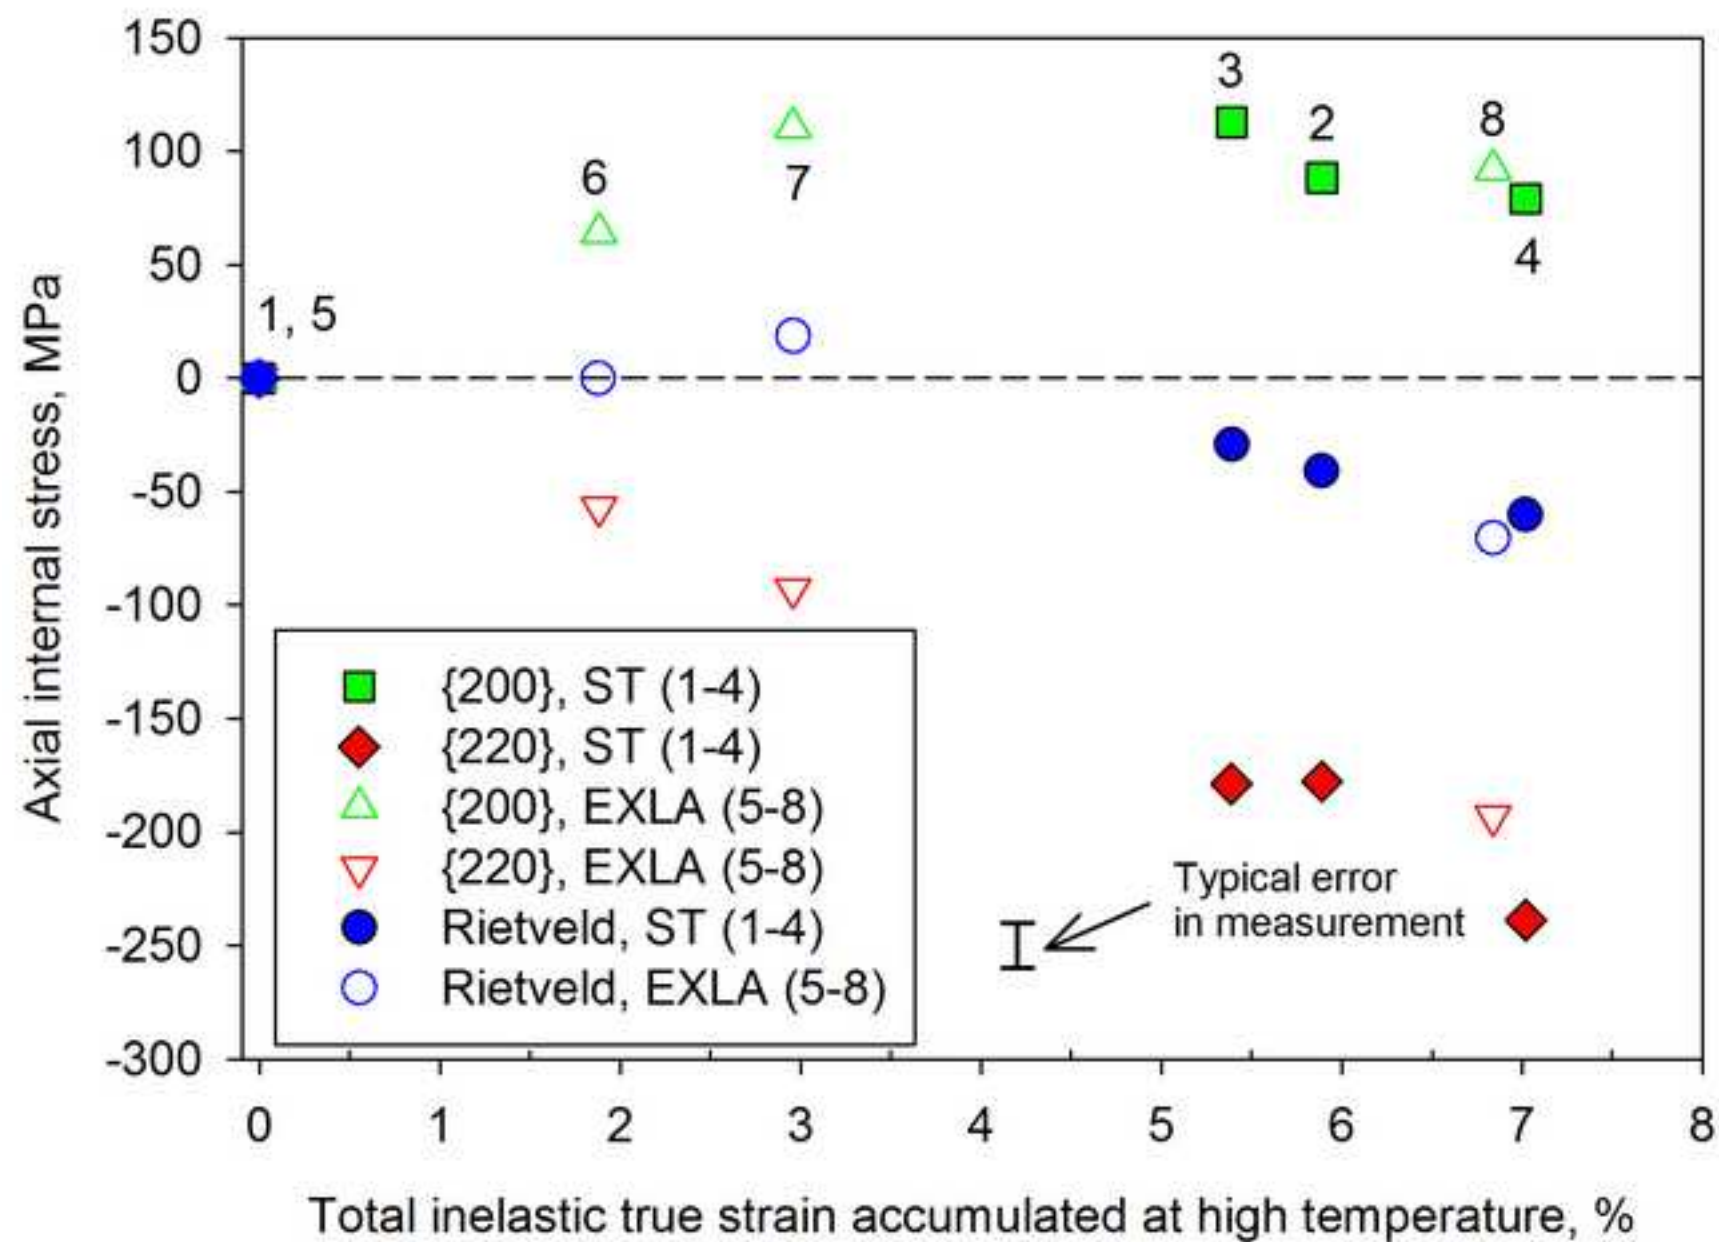 150
100
50
0
-50
-100
-150
-200
-250
-300
Axial internal stress, MPa
1, 5
6
7
3
2
8
4
{200}, ST (1-4)
{220}, ST (1-4)
{200}, EXLA (5-8)
{220}, EXLA (5-8)
Rietveld, ST (1-4)
Rietveld, EXLA (5-8)
Typical error
in measurement
0 1 2 3 4 5 6 7 8
Total inelastic true strain accumulated at high temperature, %